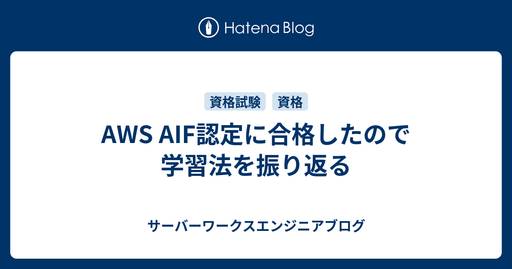 Hatena Blog
資格試験 資格
AWS AIF認定に合格したので
学習法を振り返る
サーバーワークスエンジニアブログ